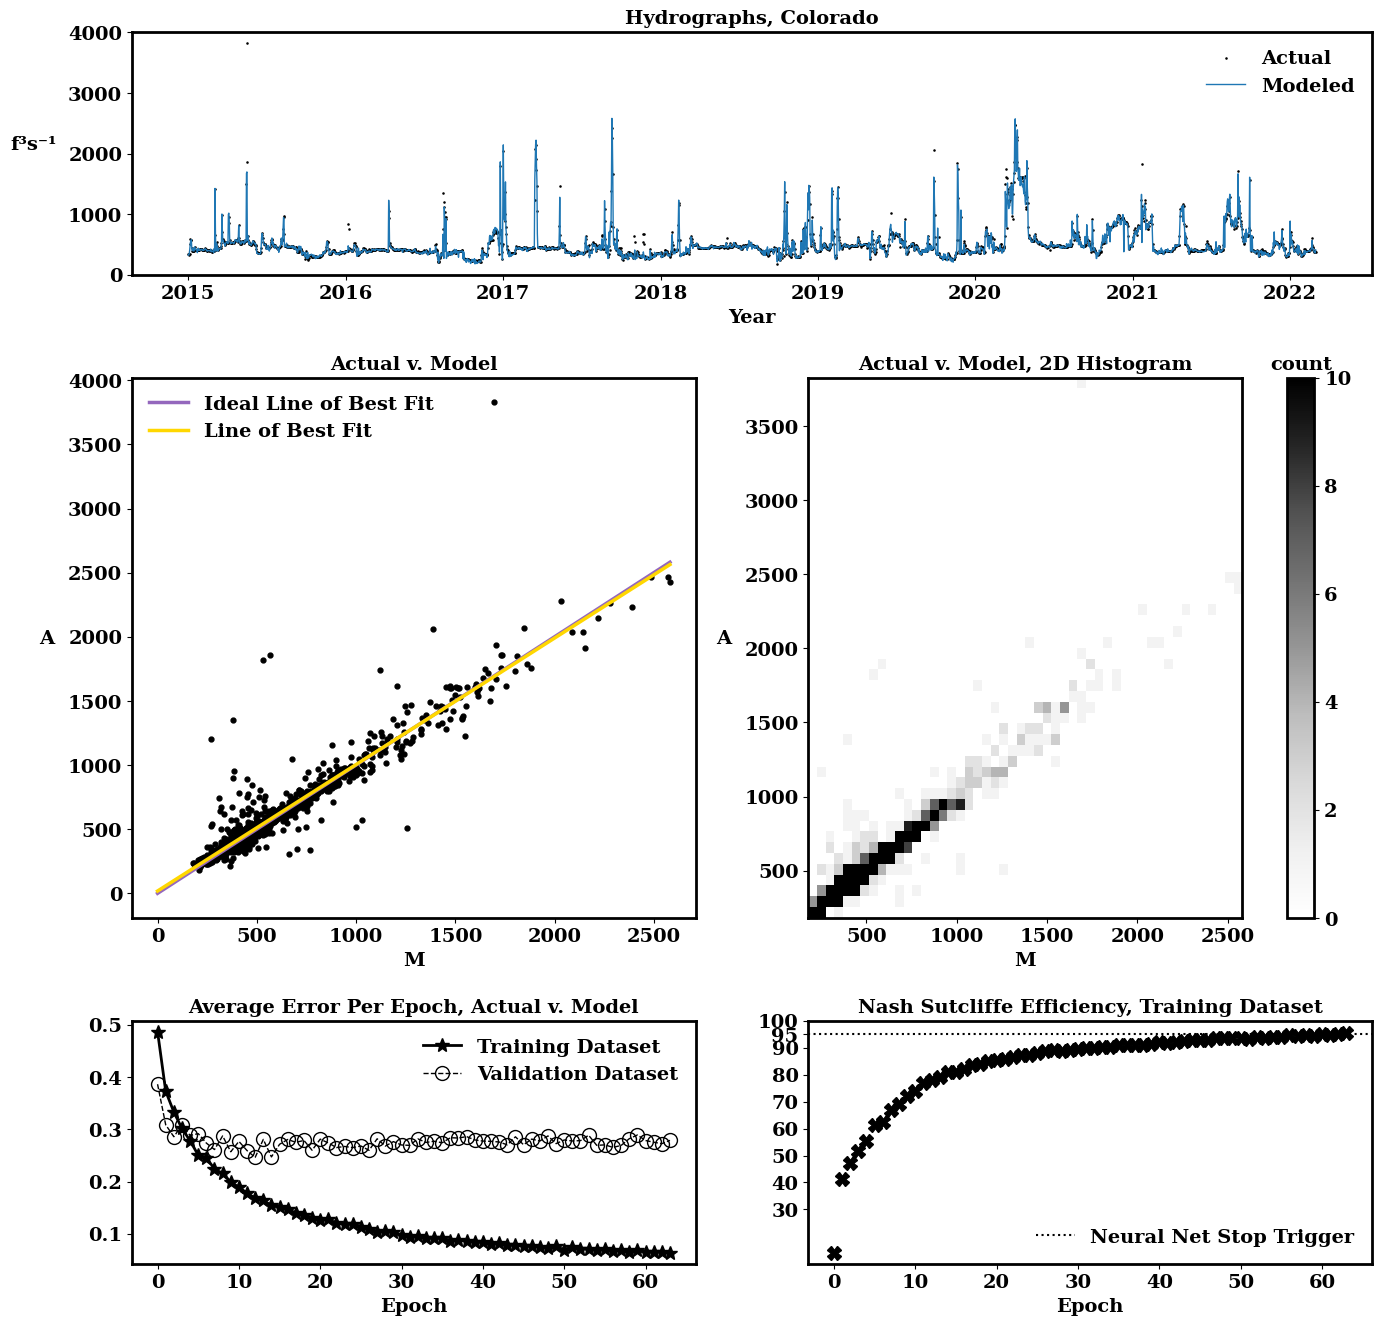 Hydrographs, Colorado
4000
3000
2000
1000
0
f³s⁻¹
Actual
Modeled
2015 2016 2017 2018 2019 2020 2021 2022
Year
Actual v. Model
4000
3500
3000
2500
2000
1500
1000
500
0
A
Ideal Line of Best Fit
Line of Best Fit
0 500 1000 1500 2000 2500
M
Actual v. Model, 2D Histogram
3500
3000
2500
2000
1500
1000
500
A
500 1000 1500 2000 2500
M
count
10
8
6
4
2
0
Average Error Per Epoch, Actual v. Model
0.5
0.4
0.3
0.2
0.1
Training Dataset
Validation Dataset
0 10 20 30 40 50 60
Epoch
Nash Sutcliffe Efficiency, Training Dataset
100
95
90
80
70
60
50
40
30
Neural Net Stop Trigger
0 10 20 30 40 50 60
Epoch